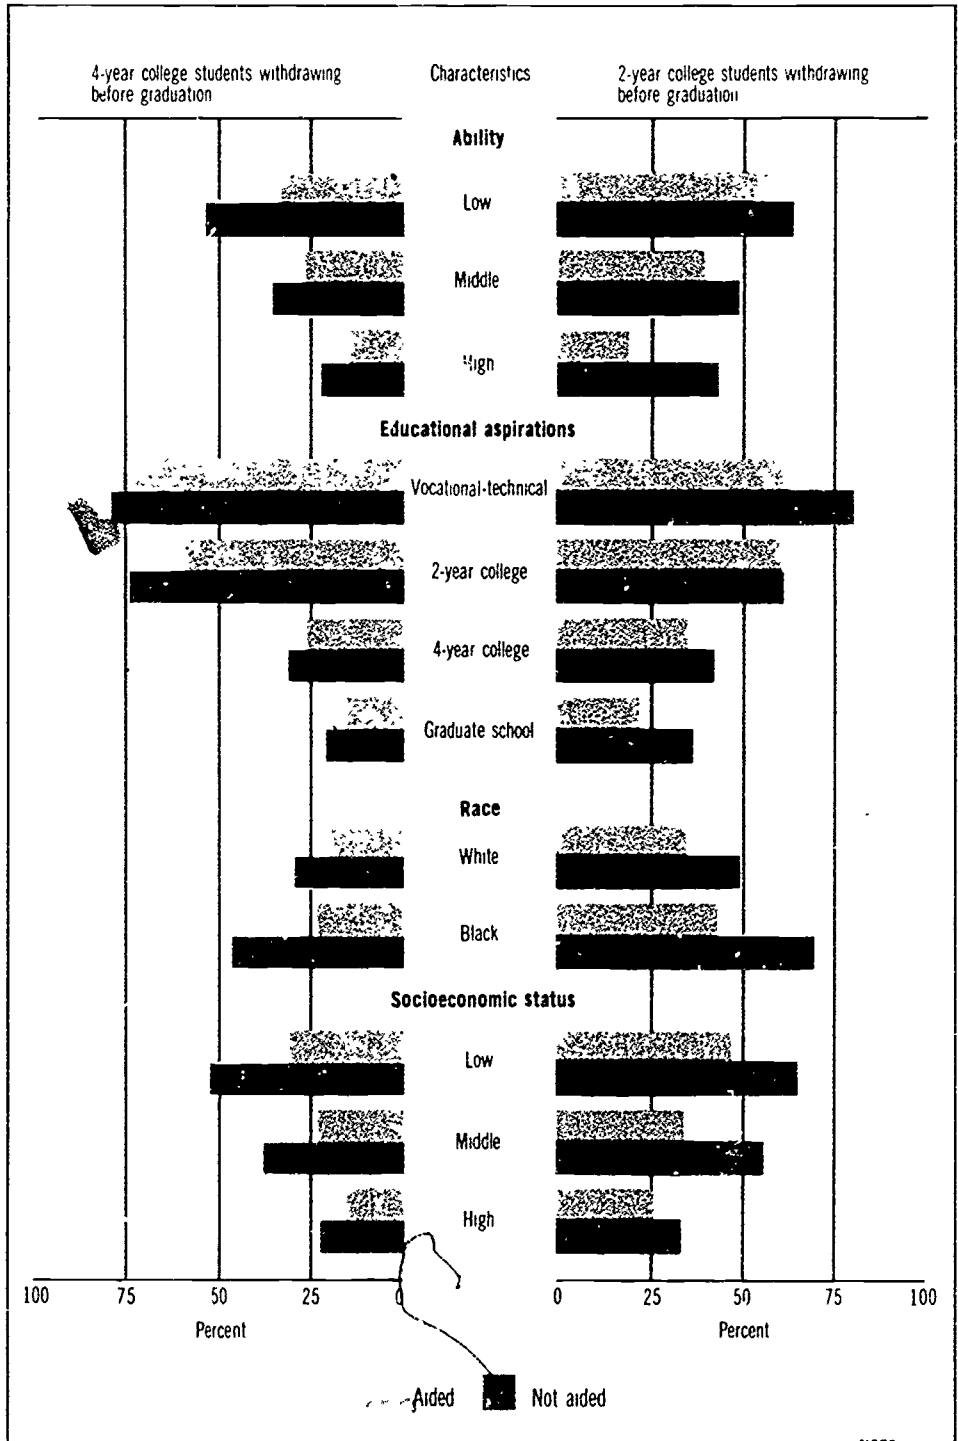 4-year college students withdrawing
before graduation
Characteristics
2-year college students withdrawing
before graduation
Ability
Low
Middle
High
Educational aspirations
Vocational-technical
2-year college
4-year college
Graduate school
Race
White
Black
Socioeconomic status
Low
Middle
High
100 75 50 25 0 0 25 50 75 100
Percent Percent
Aided Not aided